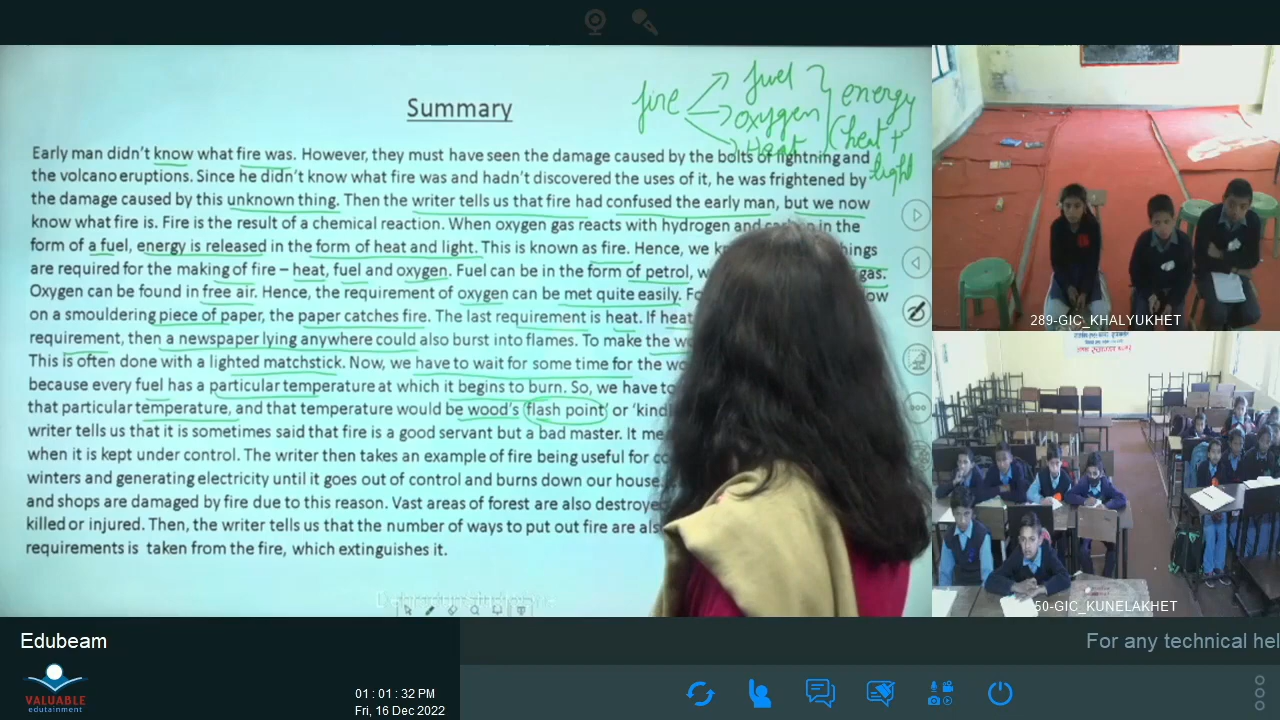 Summary
fire
fuel
oxygen
Heat
energy
(heat +
light
Early man didn't know what fire was. However, they must have seen the damage caused by the bolts of lightning and
the volcano eruptions. Since he didn't know what fire was and hadn't discovered the uses of it, he was frightened by
the damage caused by this unknown thing. Then the writer tells us that fire had confused the early man, but we now
know what fire is. Fire is the result of a chemical reaction. When oxygen gas reacts with hydrogen and carbon in the
form of a fuel, energy is released in the form of heat and light. This is known as fire. Hence, we things
are required for the making of fire – heat, fuel and oxygen. Fuel can be in the form of petrol, gas.
Oxygen can be found in free air. Hence, the requirement of oxygen can be met quite easily.
on a smouldering piece of paper, the paper catches fire. The last requirement is heat. If heat
requirement, then a newspaper lying anywhere could also burst into flames. To make the
This is often done with a lighted matchstick. Now, we have to wait for some time for the
because every fuel has a particular temperature at which it begins to burn. So, we have to
that particular temperature, and that temperature would be wood's 'flash point' or
writer tells us that it is sometimes said that fire is a good servant but a bad master. It
when it is kept under control. The writer then takes an example of fire being useful for
winters and generating electricity until it goes out of control and burns down our house.
and shops are damaged by fire due to this reason. Vast areas of forest are also destroyed
killed or injured. Then, the writer tells us that the number of ways to put out fire are
requirements is taken from the fire, which extinguishes it.
289-GIC_KHALYUKHET
50-GIC_KUNELAKHET
Edubeam
For any technical hel
VALUABLE
edutainment
01 : 01 : 32 PM
Fri, 16 Dec 2022